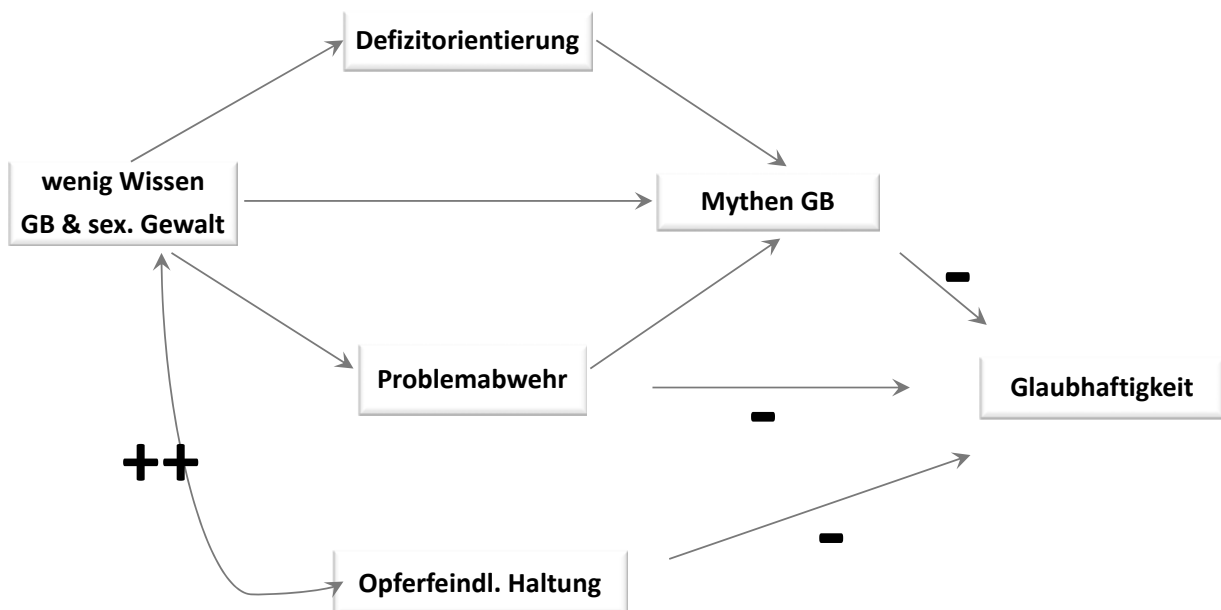 Defizitorientierung
wenig Wissen
GB & sex. Gewalt
Mythen GB
-
Problemabwehr
Glaubhaftigkeit
-
++
-
Opferfeindl. Haltung